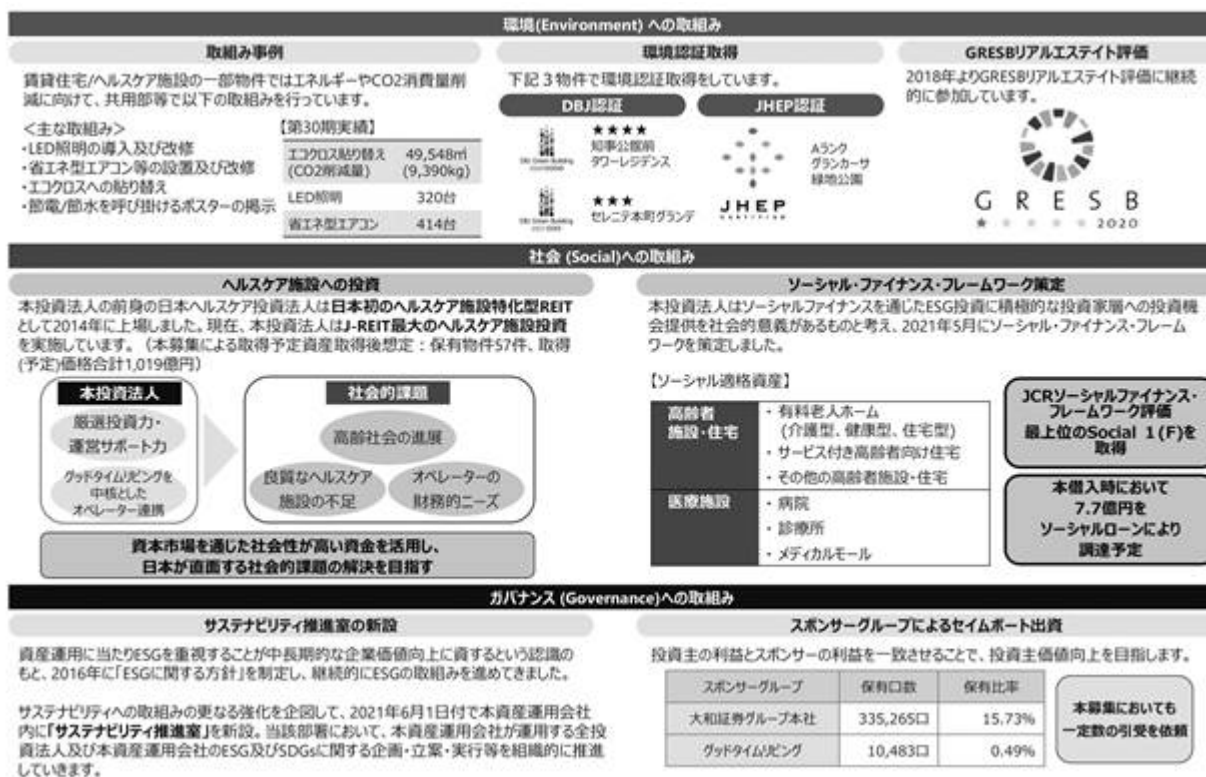 環境(Environment) への取組み
取組み事例
賃貸住宅/ヘルスケア施設の一部物件ではエネルギーやCO2消費量削
減に向けて、共用部等で以下の取組みを行っています。
<主な取組み>
・LED照明の導入及び改修
・省エネ型エアコン等の設置及び改修
・エコクロスへの貼り替え
・節電/節水を呼び掛けるポスターの掲示
【第30期実績】
エコクロス貼り替え 49,548㎡
(CO2削減量) (9,390kg)
LED照明 320台
省エネ型エアコン 414台
環境認証取得
下記3物件で環境認証取得をしています。
DBJ認証
★★★★
知事公館前
タワーレジデンス
DBJ Green Building
★★★
セレニテ本町グランデ
DBJ Green Building
JHEP認証
Aランク
グランカーサ
緑地公園
JHEP
CERTIFIED
GRESBリアルエステイト評価
2018年よりGRESBリアルエステイト評価に継続
的に参加しています。
G R E S B
★ 2020
社会 (Social)への取組み
ヘルスケア施設への投資
本投資法人の前身の日本ヘルスケア投資法人は日本初のヘルスケア施設特化型REIT
として2014年に上場しました。現在、本投資法人はJ-REIT最大のヘルスケア施設投資
を実施しています。（本募集による取得予定資産取得後想定：保有物件57件、取得
(予定)価格合計1,019億円）
本投資法人
厳選投資力・
運営サポート力
グッドタイムリビングを
中核とした
オペレーター連携
社会的課題
高齢社会の進展
良質なヘルスケア
施設の不足
オペレーターの
財務的ニーズ
資本市場を通じた社会性が高い資金を活用し、
日本が直面する社会的課題の解決を目指す
ソーシャル・ファイナンス・フレームワーク策定
本投資法人はソーシャルファイナンスを通じたESG投資に積極的な投資家層への投資機
会提供を社会的意義があるものと考え、2021年5月にソーシャル・ファイナンス・フレーム
ワークを策定しました。
【ソーシャル適格資産】
高齢者
施設・住宅
・有料老人ホーム
(介護型、健康型、住宅型)
・サービス付き高齢者向け住宅
・その他の高齢者施設・住宅
医療施設
・病院
・診療所
・メディカルモール
JCRソーシャルファイナンス・
フレームワーク評価
最上位のSocial 1(F)を
取得
本借入時において
7.7億円を
ソーシャルローンにより
調達予定
ガバナンス (Governance)への取組み
サステナビリティ推進室の新設
資産運用に当たりESGを重視することが中長期的な企業価値向上に資するという認識の
もと、2016年に「ESGに関する方針」を制定し、継続的にESGの取組みを進めてきました。
サステナビリティへの取組みの更なる強化を企図して、2021年6月1日付で本資産運用会社
内に「サステナビリティ推進室」を新設。当該部署において、本資産運用会社が運用する全投
資法人及び本資産運用会社のESG及びSDGsに関する企画・立案・実行等を組織的に推進
していきます。
スポンサーグループによるセイムボート出資
投資主の利益とスポンサーの利益を一致させることで、投資主価値向上を目指します。
スポンサーグループ 保有口数 保有比率
大和証券グループ本社 335,265口 15.73%
グッドタイムリビング 10,483口 0.49%
本募集においても
一定数の引受を依頼